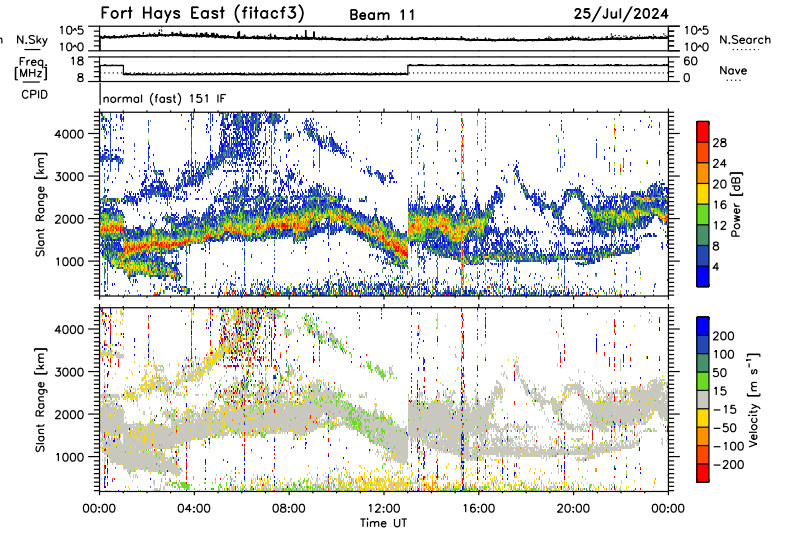 Fort Hays East (fitacf3) Beam 11 25/Jul/2024
N.Sky 10^5 10^0 10^5 10^0 N.Search
Freq. [MHz] 18 8 60 0 Nave
CPID normal (fast) 151 IF
Slant Range [km] 4000 3000 2000 1000
Power [dB] 28 24 20 16 12 8 4
Slant Range [km] 4000 3000 2000 1000
Velocity [m s⁻¹] 200 100 50 15 −15 −50 −100 −200
00:00 04:00 08:00 12:00 16:00 20:00 00:00
Time UT